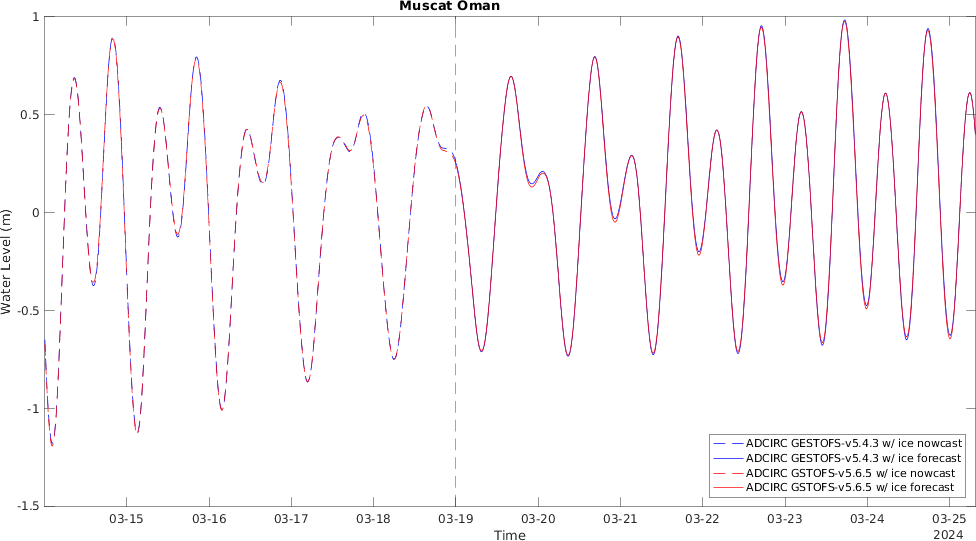 Muscat Oman
1
0.5
0
-0.5
-1
-1.5
Water Level (m)
ADCIRC GESTOFS-v5.4.3 w/ ice nowcast
ADCIRC GESTOFS-v5.4.3 w/ ice forecast
ADCIRC GSTOFS-v5.6.5 w/ ice nowcast
ADCIRC GSTOFS-v5.6.5 w/ ice forecast
03-15 03-16 03-17 03-18 03-19 03-20 03-21 03-22 03-23 03-24 03-25
Time
2024